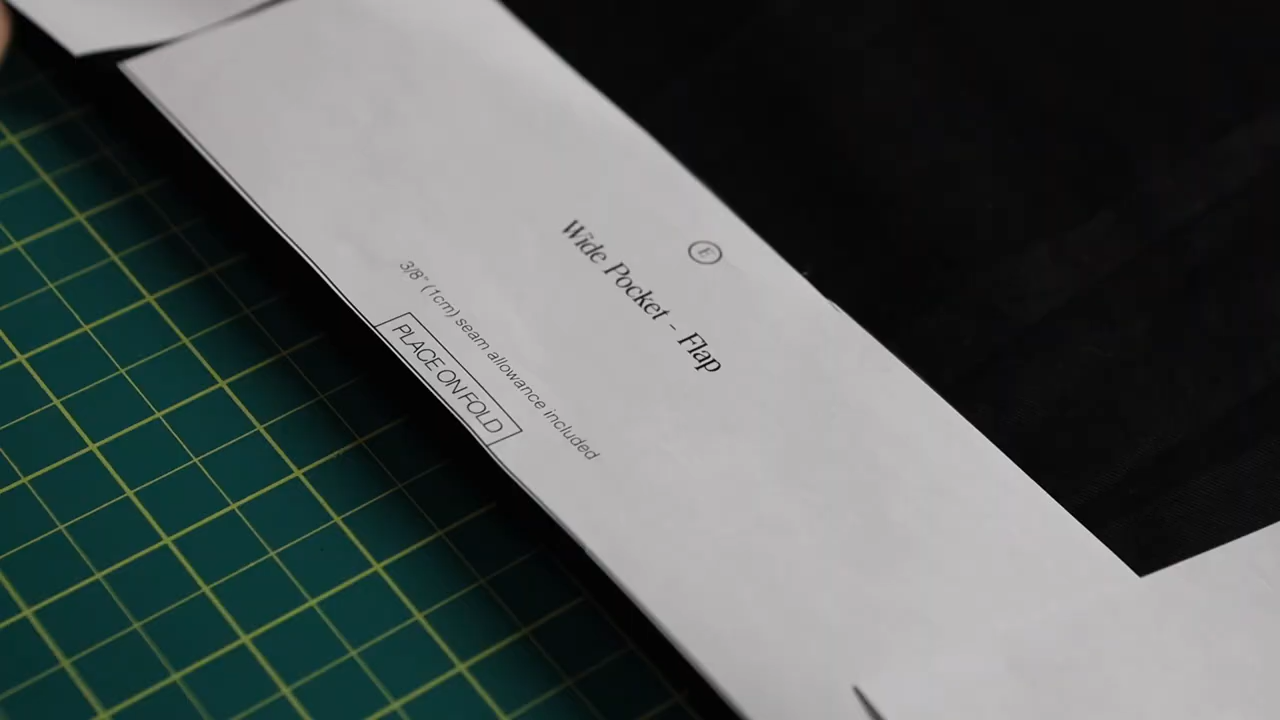 E
Wide Pocket - Flap
3/8" (1cm) seam allowance included
PLACE ON FOLD